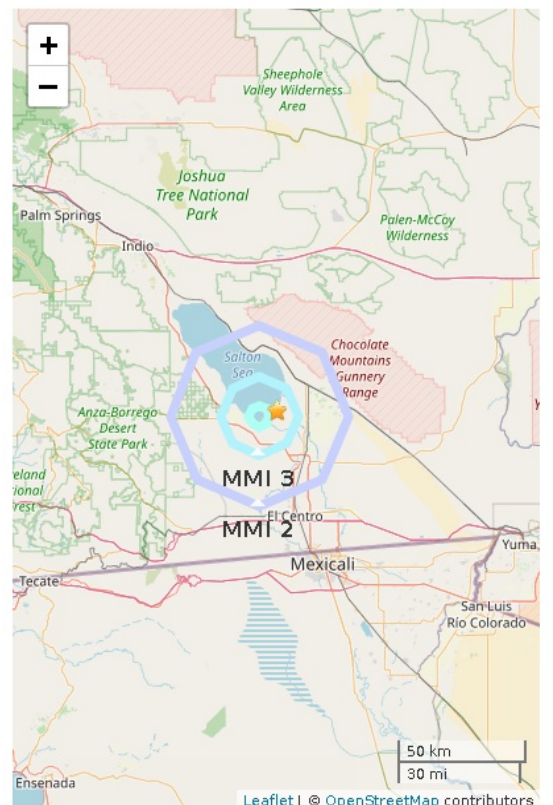 +
−
Sheephole
Valley Wilderness
Area
Joshua
Tree National
Park
Palm Springs
Palen-McCoy
Wilderness
Indio
Chocolate
Mountains
Gunnery
Range
Salton
Sea
Anza-Borrego
Desert
State Park
eland
ional
rest
MMI 3
El Centro
MMI 2
Yuma
Mexicali
Tecate
San Luis
Río Colorado
50 km
30 mi
Ensenada
Leaflet | © OpenStreetMap contributors